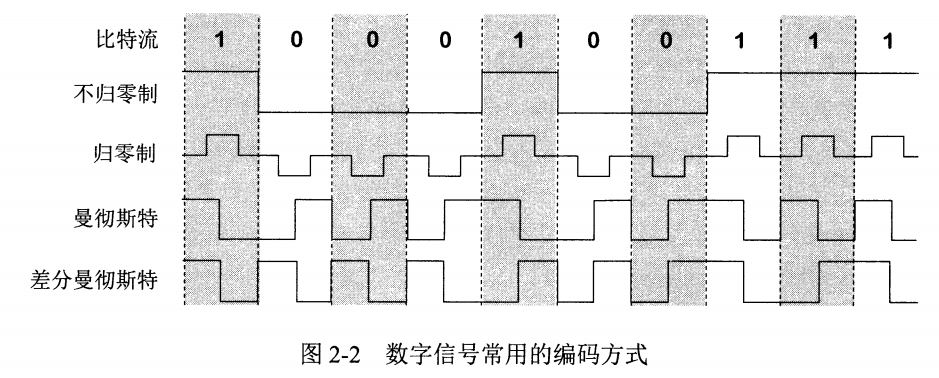 比特流 1 0 0 0 1 0 0 1 1 1
不归零制
归零制
曼彻斯特
差分曼彻斯特
图 2-2 数字信号常用的编码方式